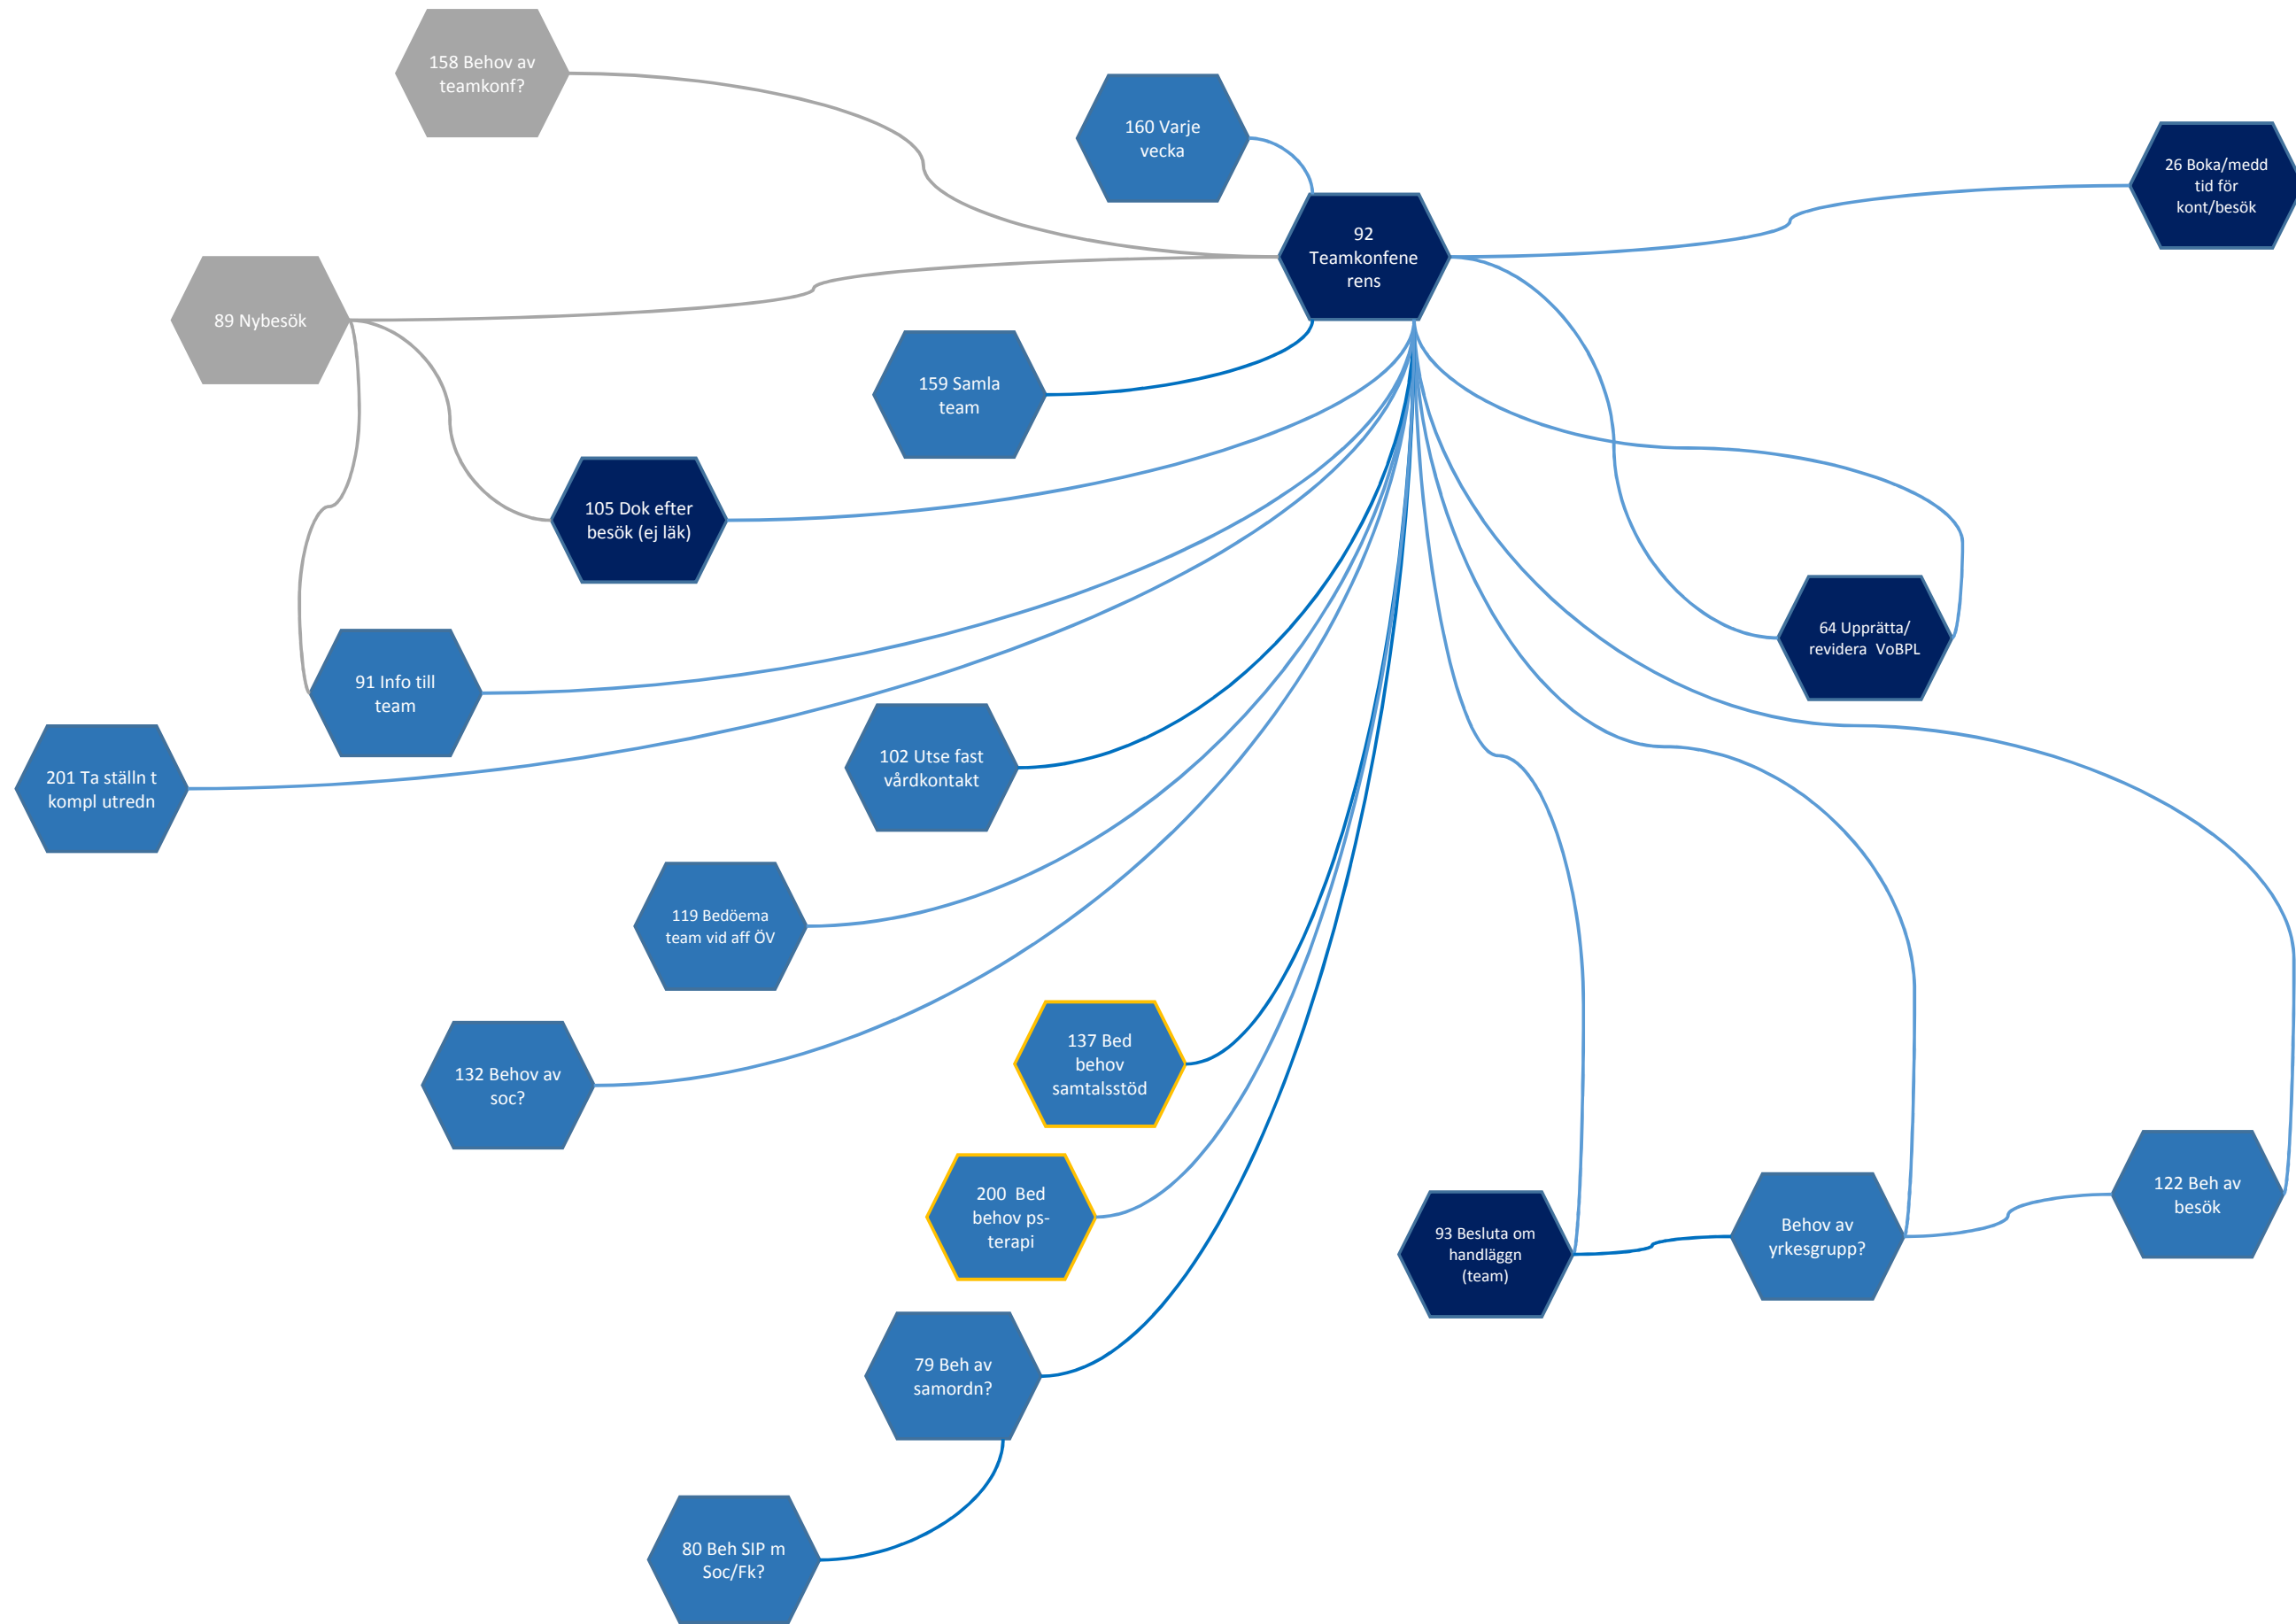 158 Behov av
teamkonf?
160 Varje
vecka
26 Boka/medd
tid för
kont/besök
92
Teamkonfene
rens
89 Nybesök
159 Samla
team
105 Dok efter
besök (ej läk)
64 Upprätta/
revidera VoBPL
91 Info till
team
102 Utse fast
vårdkontakt
201 Ta ställn t
kompl utredn
119 Bedöema
team vid aff ÖV
132 Behov av
soc?
137 Bed
behov
samtalsstöd
200 Bed
behov ps-
terapi
93 Besluta om
handläggn
(team)
Behov av
yrkesgrupp?
122 Beh av
besök
79 Beh av
samordn?
80 Beh SIP m
Soc/Fk?